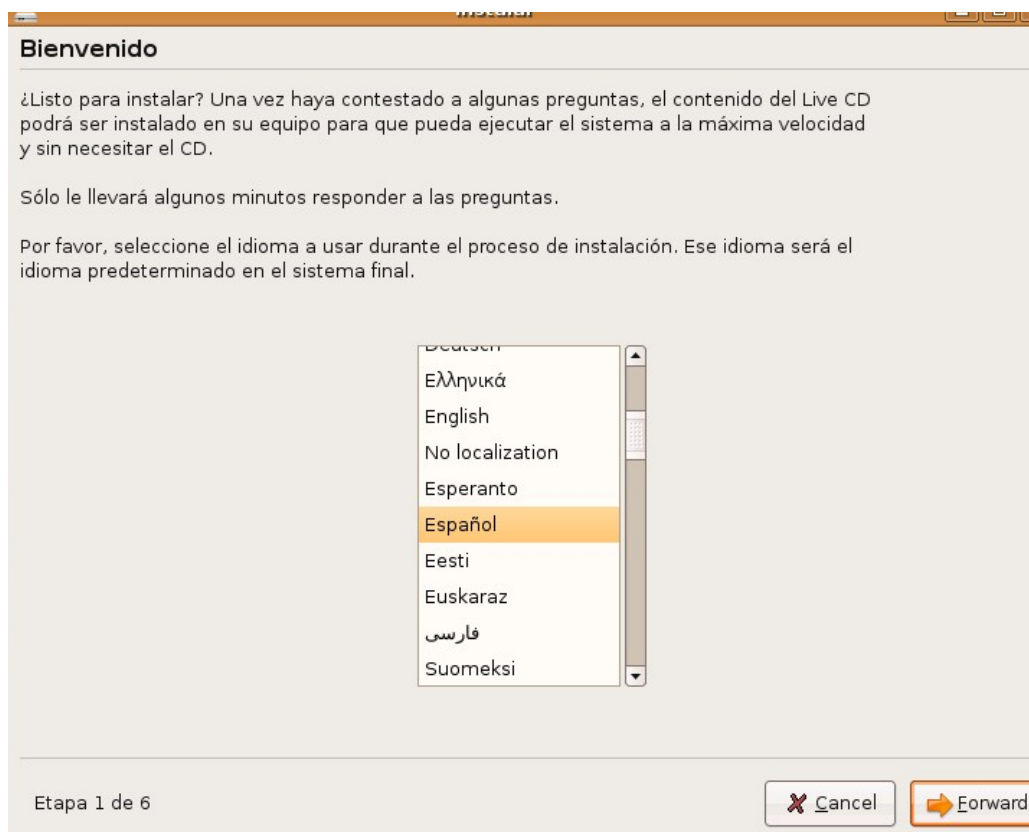 Instalar
Bienvenido
¿Listo para instalar? Una vez haya contestado a algunas preguntas, el contenido del Live CD
podrá ser instalado en su equipo para que pueda ejecutar el sistema a la máxima velocidad
y sin necesitar el CD.
Sólo le llevará algunos minutos responder a las preguntas.
Por favor, seleccione el idioma a usar durante el proceso de instalación. Ese idioma será el
idioma predeterminado en el sistema final.
Deutsch
Ελληνικά
English
No localization
Esperanto
Español
Eesti
Euskaraz
فارسی
Suomeksi
Etapa 1 de 6
Cancel
Forward